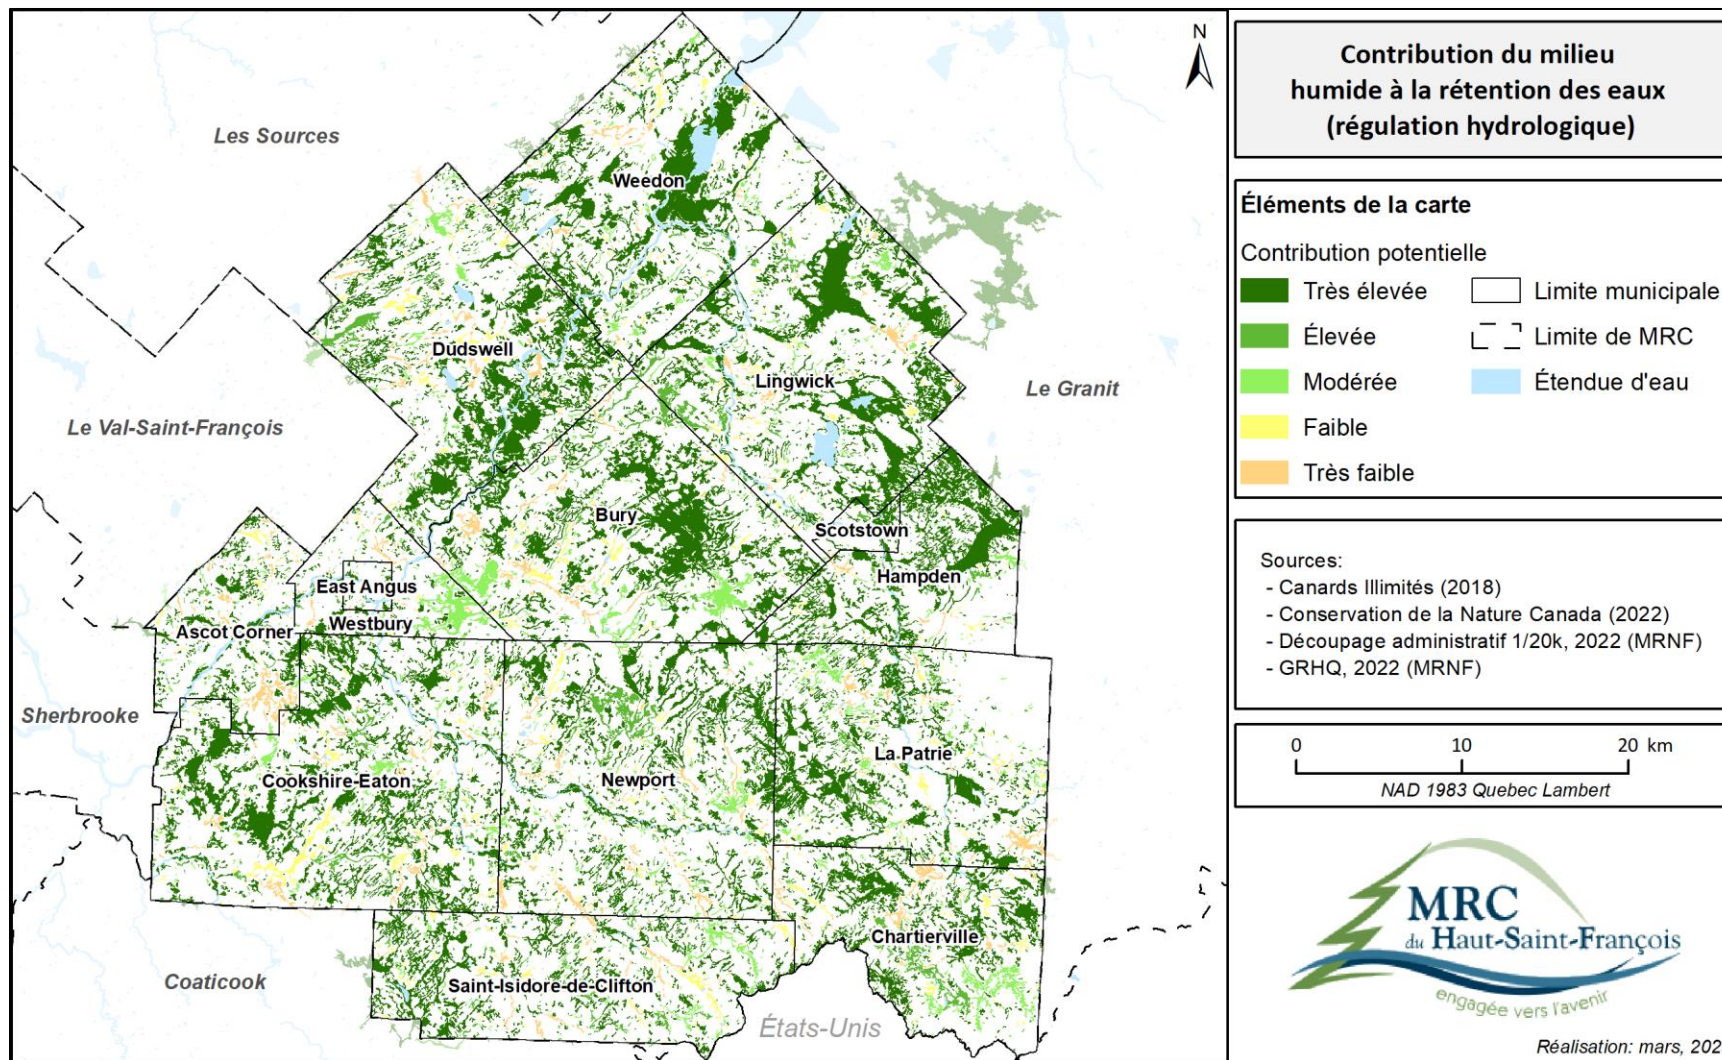 Contribution du milieu
humide à la rétention des eaux
(régulation hydrologique)
Éléments de la carte
Contribution potentielle
Très élevée
Élevée
Modérée
Faible
Très faible
Limite municipale
Limite de MRC
Étendue d'eau
Sources:
- Canards Illimités (2018)
- Conservation de la Nature Canada (2022)
- Découpage administratif 1/20k, 2022 (MRNF)
- GRHQ, 2022 (MRNF)
0 10 20 km
NAD 1983 Quebec Lambert
MRC
du Haut-Saint-François
engagée vers l'avenir
Réalisation: mars, 202
N
Les Sources
Weedon
Dudswell
Lingwick
Le Granit
Le Val-Saint-François
Bury
Scotstown
Hampden
East Angus
Westbury
Ascot Corner
Sherbrooke
Cookshire-Eaton
Newport
La Patrie
Chartierville
Coaticook
Saint-Isidore-de-Clifton
États-Unis